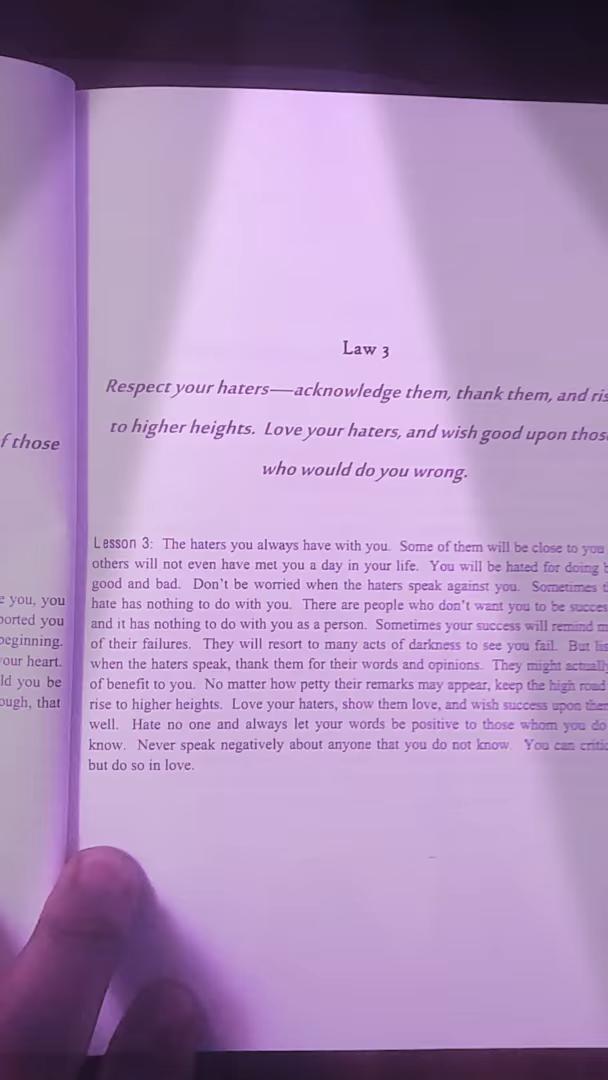 f those
e you, you
ported you
beginning.
your heart.
ld you be
ough, that
Law 3
Respect your haters—acknowledge them, thank them, and ris
to higher heights. Love your haters, and wish good upon thos
who would do you wrong.
Lesson 3: The haters you always have with you. Some of them will be close to you
others will not even have met you a day in your life. You will be hated for doing b
good and bad. Don't be worried when the haters speak against you. Sometimes t
hate has nothing to do with you. There are people who don't want you to be succes
and it has nothing to do with you as a person. Sometimes your success will remind m
of their failures. They will resort to many acts of darkness to see you fail. But lis
when the haters speak, thank them for their words and opinions. They might actually
of benefit to you. No matter how petty their remarks may appear, keep the high road
rise to higher heights. Love your haters, show them love, and wish success upon them
well. Hate no one and always let your words be positive to those whom you do
know. Never speak negatively about anyone that you do not know. You can critic
but do so in love.